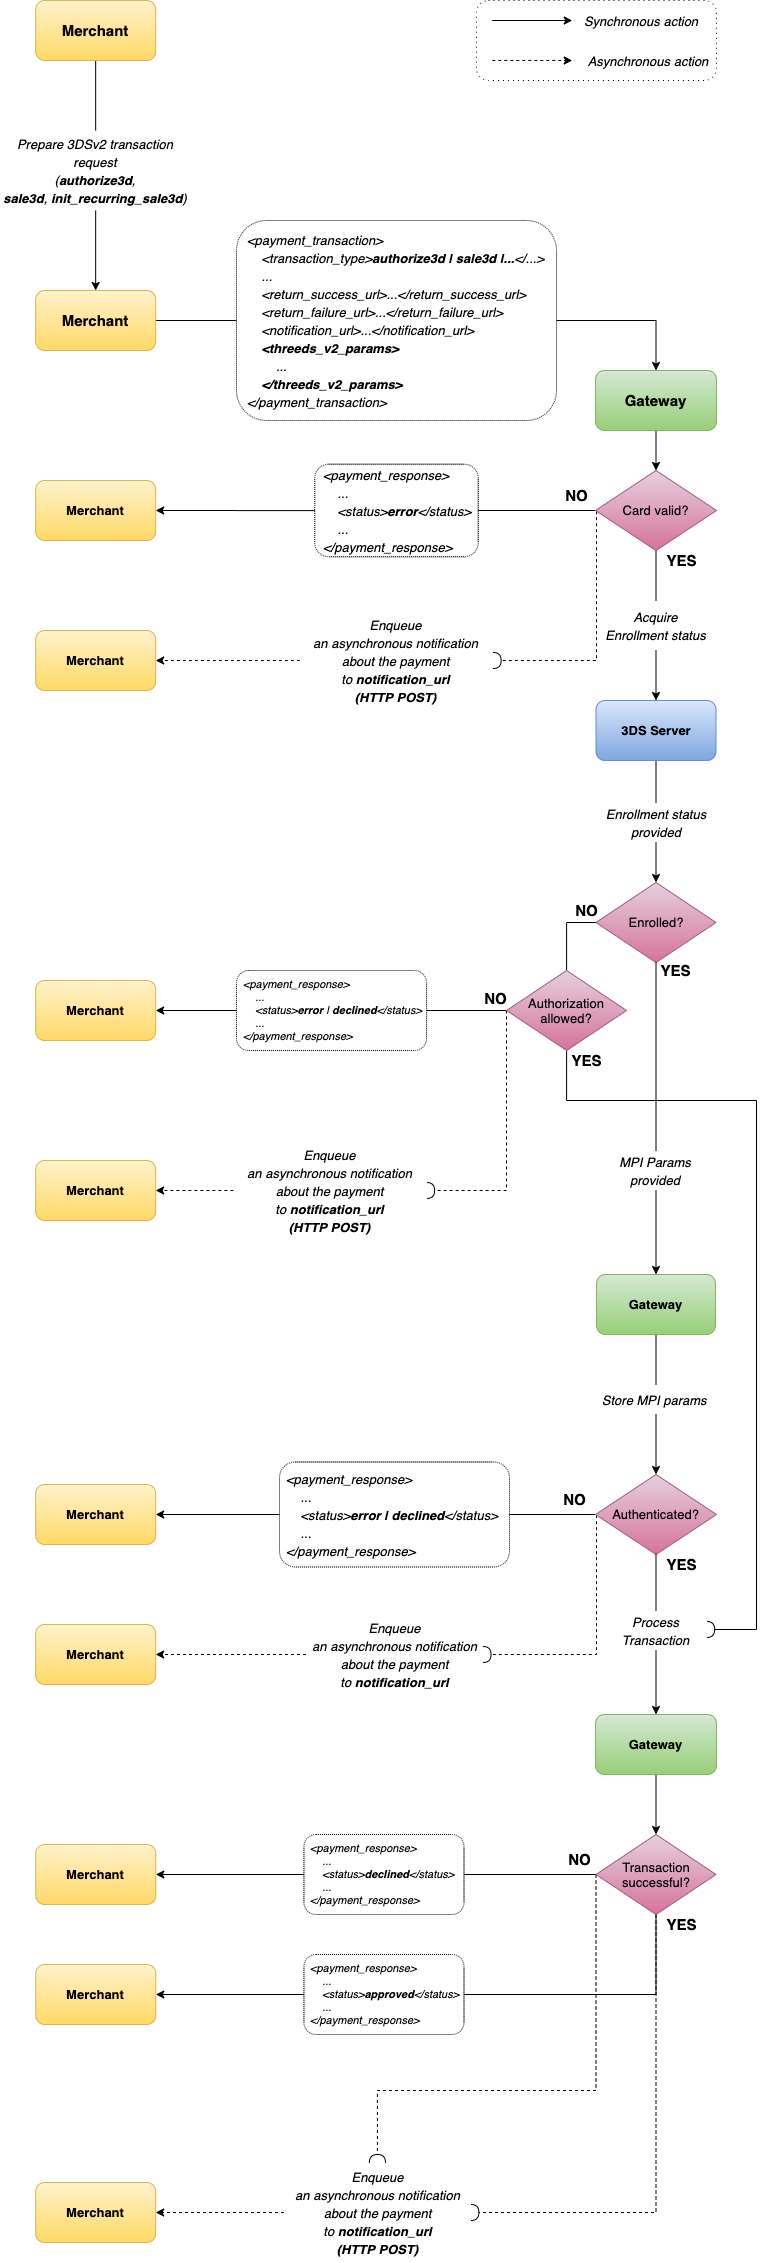 Merchant
Synchronous action
Asynchronous action
Prepare 3DSv2 transaction
request
(authorize3d,
sale3d, init_recurring_sale3d)
Merchant
<payment_transaction>
<transaction_type>authorize3d | sale3d |...</...>
...
<return_success_url>...</return_success_url>
<return_failure_url>...</return_failure_url>
<notification_url>...</notification_url>
<threeds_v2_params>
...
</threeds_v2_params>
</payment_transaction>
Gateway
Merchant
<payment_response>
...
<status>error</status>
...
</payment_response>
NO
Card valid?
YES
Merchant
Enqueue
an asynchronous notification
about the payment
to notification_url
(HTTP POST)
Acquire
Enrollment status
3DS Server
Enrollment status
provided
NO
Enrolled?
YES
Merchant
<payment_response>
...
<status>error | declined</status>
...
</payment_response>
NO
Authorization
allowed?
YES
Merchant
Enqueue
an asynchronous notification
about the payment
to notification_url
(HTTP POST)
MPI Params
provided
Gateway
Store MPI params
Merchant
<payment_response>
...
<status>error | declined</status>
...
</payment_response>
NO
Authenticated?
YES
Merchant
Enqueue
an asynchronous notification
about the payment
to notification_url
Process
Transaction
Gateway
Merchant
<payment_response>
...
<status>declined</status>
...
</payment_response>
NO
Transaction
successful?
YES
Merchant
<payment_response>
...
<status>approved</status>
...
</payment_response>
Merchant
Enqueue
an asynchronous notification
about the payment
to notification_url
(HTTP POST)